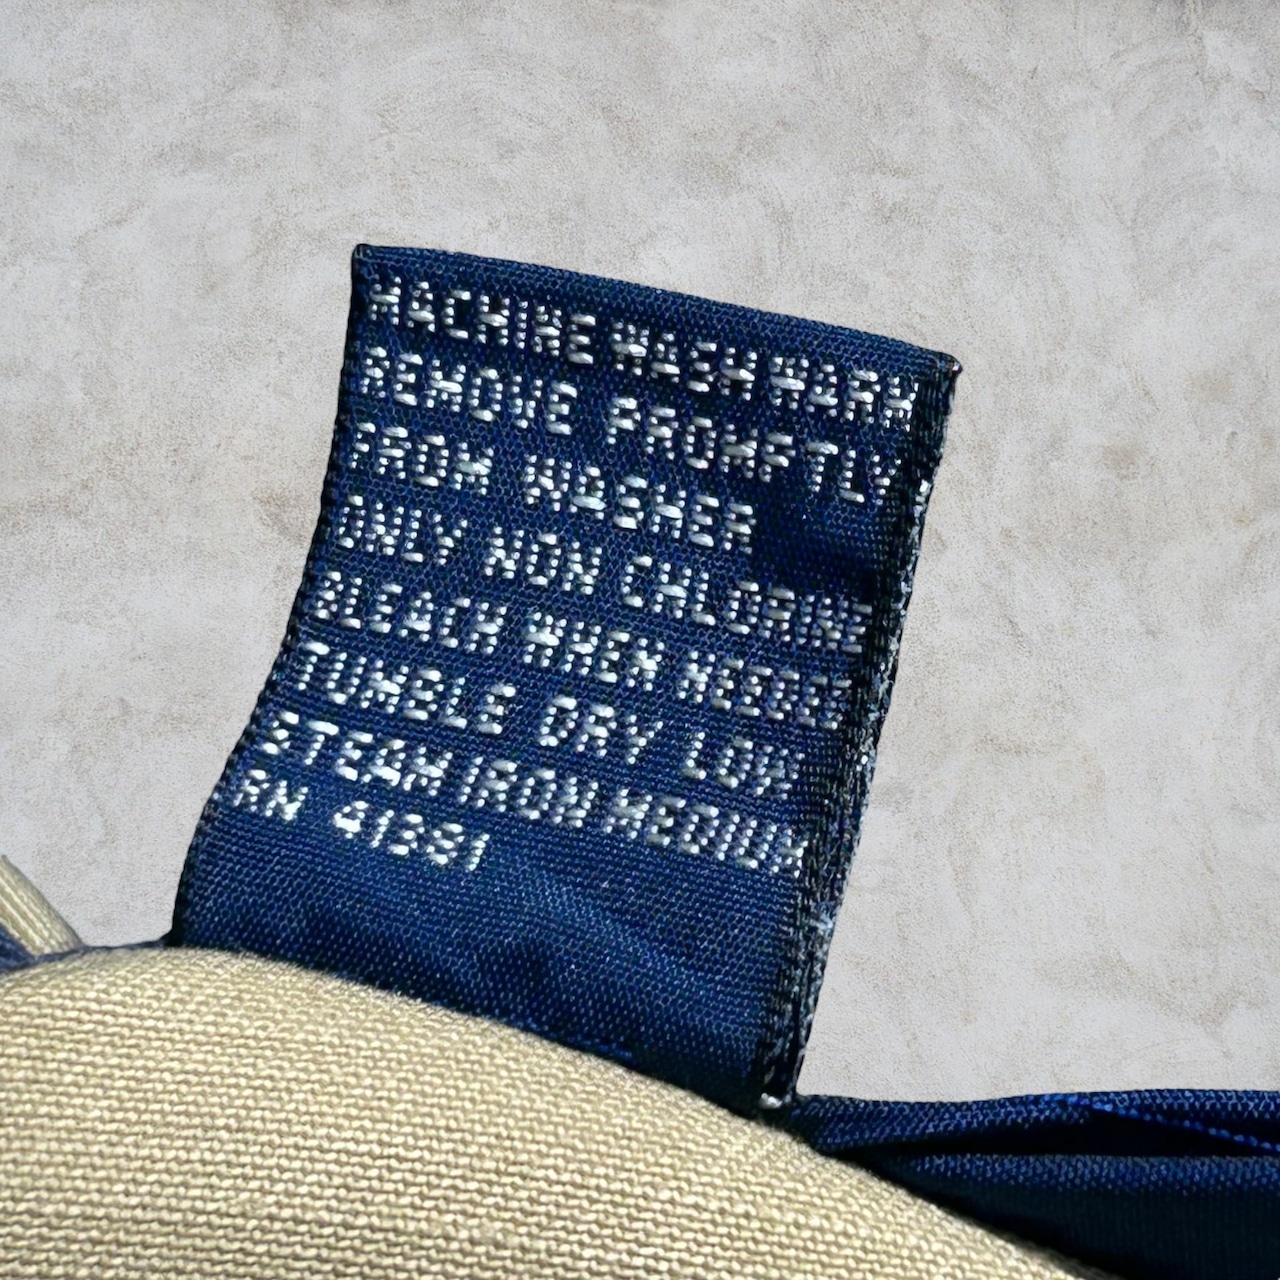 MACHINE WASH WARM
REMOVE PROMPTLY
FROM WASHER
ONLY NON CHLORINE
BLEACH WHEN NEEDED
TUMBLE DRY LOW
STEAM IRON MEDIUM
RN 41381